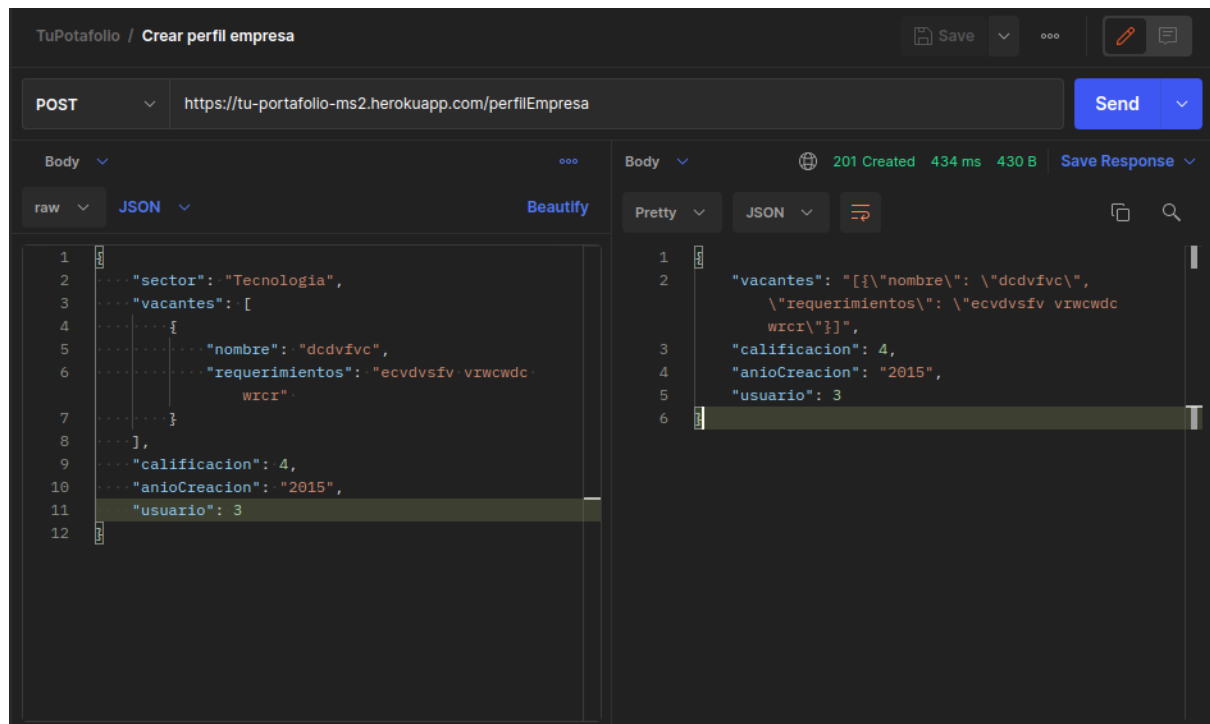 TuPotafolio / Crear perfil empresa
Save
POST https://tu-portafolio-ms2.herokuapp.com/perfilEmpresa Send
Body
raw JSON Beautify
1 {
2 "sector": "Tecnologia",
3 "vacantes": [
4 {
5 "nombre": "dcdvfvc",
6 "requerimientos": "ecvdvsfv vrwcwdc
wrcr"
7 }
8 ],
9 "calificacion": 4,
10 "anioCreacion": "2015",
11 "usuario": 3
12 }
Body 201 Created 434 ms 430 B Save Response
Pretty JSON
1 {
2 "vacantes": "[{\"nombre\": \"dcdvfvc\",
\"requerimientos\": \"ecvdvsfv vrwcwdc
wrcr\"}]",
3 "calificacion": 4,
4 "anioCreacion": "2015",
5 "usuario": 3
6 }